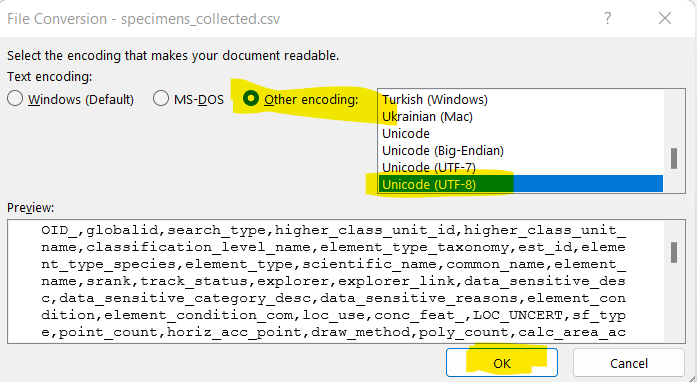 File Conversion - specimens_collected.csv
? ×
Select the encoding that makes your document readable.
Text encoding:
Windows (Default) MS-DOS Other encoding:
Turkish (Windows)
Ukrainian (Mac)
Unicode
Unicode (Big-Endian)
Unicode (UTF-7)
Unicode (UTF-8)
Preview:
OID_,globalid,search_type,higher_class_unit_id,higher_class_unit_
name,classification_level_name,element_type_taxonomy,est_id,eleme
nt_type_species,element_type,scientific_name,common_name,element_
name,srank,track_status,explorer,explorer_link,data_sensitive_des
c,data_sensitive_category_desc,data_sensitive_reasons,element_con
dition,element_condition_com,loc_use,conc_feat_,LOC_UNCERT,sf_typ
e,point_count,horiz_acc_point,draw_method,poly_count,calc_area_ac
OK Cancel